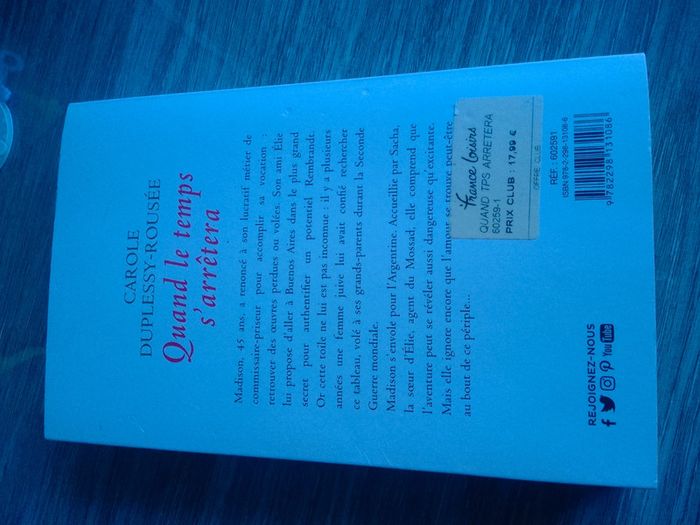 CAROLE
DUPLESSY-ROUSÉE
Quand le temps
s'arrêtera
Madison, 45 ans, a renoncé à son lucratif métier de
commissaire-priseur pour accomplir sa vocation :
retrouver des œuvres perdues ou volées. Son ami Élie
lui propose d'aller à Buenos Aires dans le plus grand
secret pour authentifier un potentiel Rembrandt.
Or cette toile ne lui est pas inconnue : il y a plusieurs
années une femme juive lui avait confié rechercher
ce tableau, volé à ses grands-parents durant la Seconde
Guerre mondiale.
Madison s'envole pour l'Argentine. Accueillie par Sacha,
la sœur d'Élie, agent du Mossad, elle comprend que
l'aventure peut se révéler aussi dangereuse qu'excitante.
Mais elle ignore encore que l'amour se trouve peut-être
au bout de ce périple...
France Loisirs
QUAND TPS ARRETERA
60259-1
PRIX CLUB : 17,99 €
OFFRE CLUB
REJOIGNEZ-NOUS
You Tube
RÉF : 602581
ISBN 978-2-298-13108-6
9 782298 131086